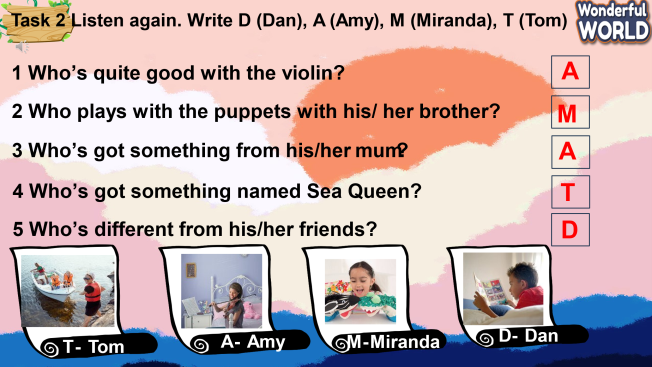 Task 2 Listen again. Write D (Dan), A (Amy), M (Miranda), T (Tom)
Wonderful
WORLD
1 Who's quite good with the violin? A
2 Who plays with the puppets with his/ her brother? M
3 Who's got something from his/her mum? A
4 Who's got something named Sea Queen? T
5 Who's different from his/her friends? D
T- Tom
A- Amy
M-Miranda
D- Dan